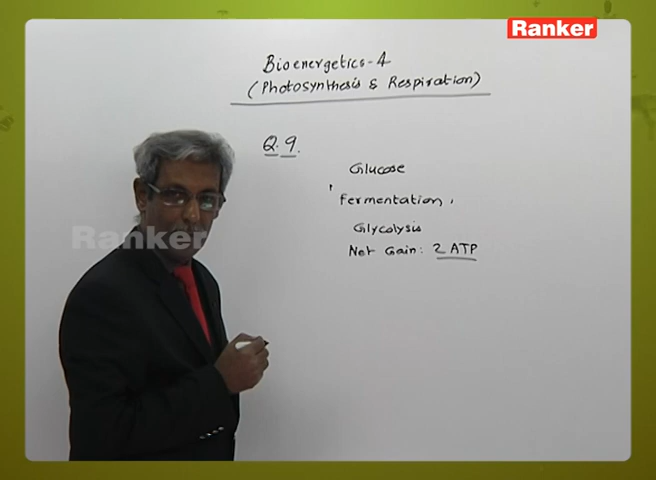 Ranker
Bioenergetics-4
(Photosynthesis & Respiration)
Q.9.
Glucose
Fermentation,
Ranker
Glycolysis
Net Gain: 2 ATP